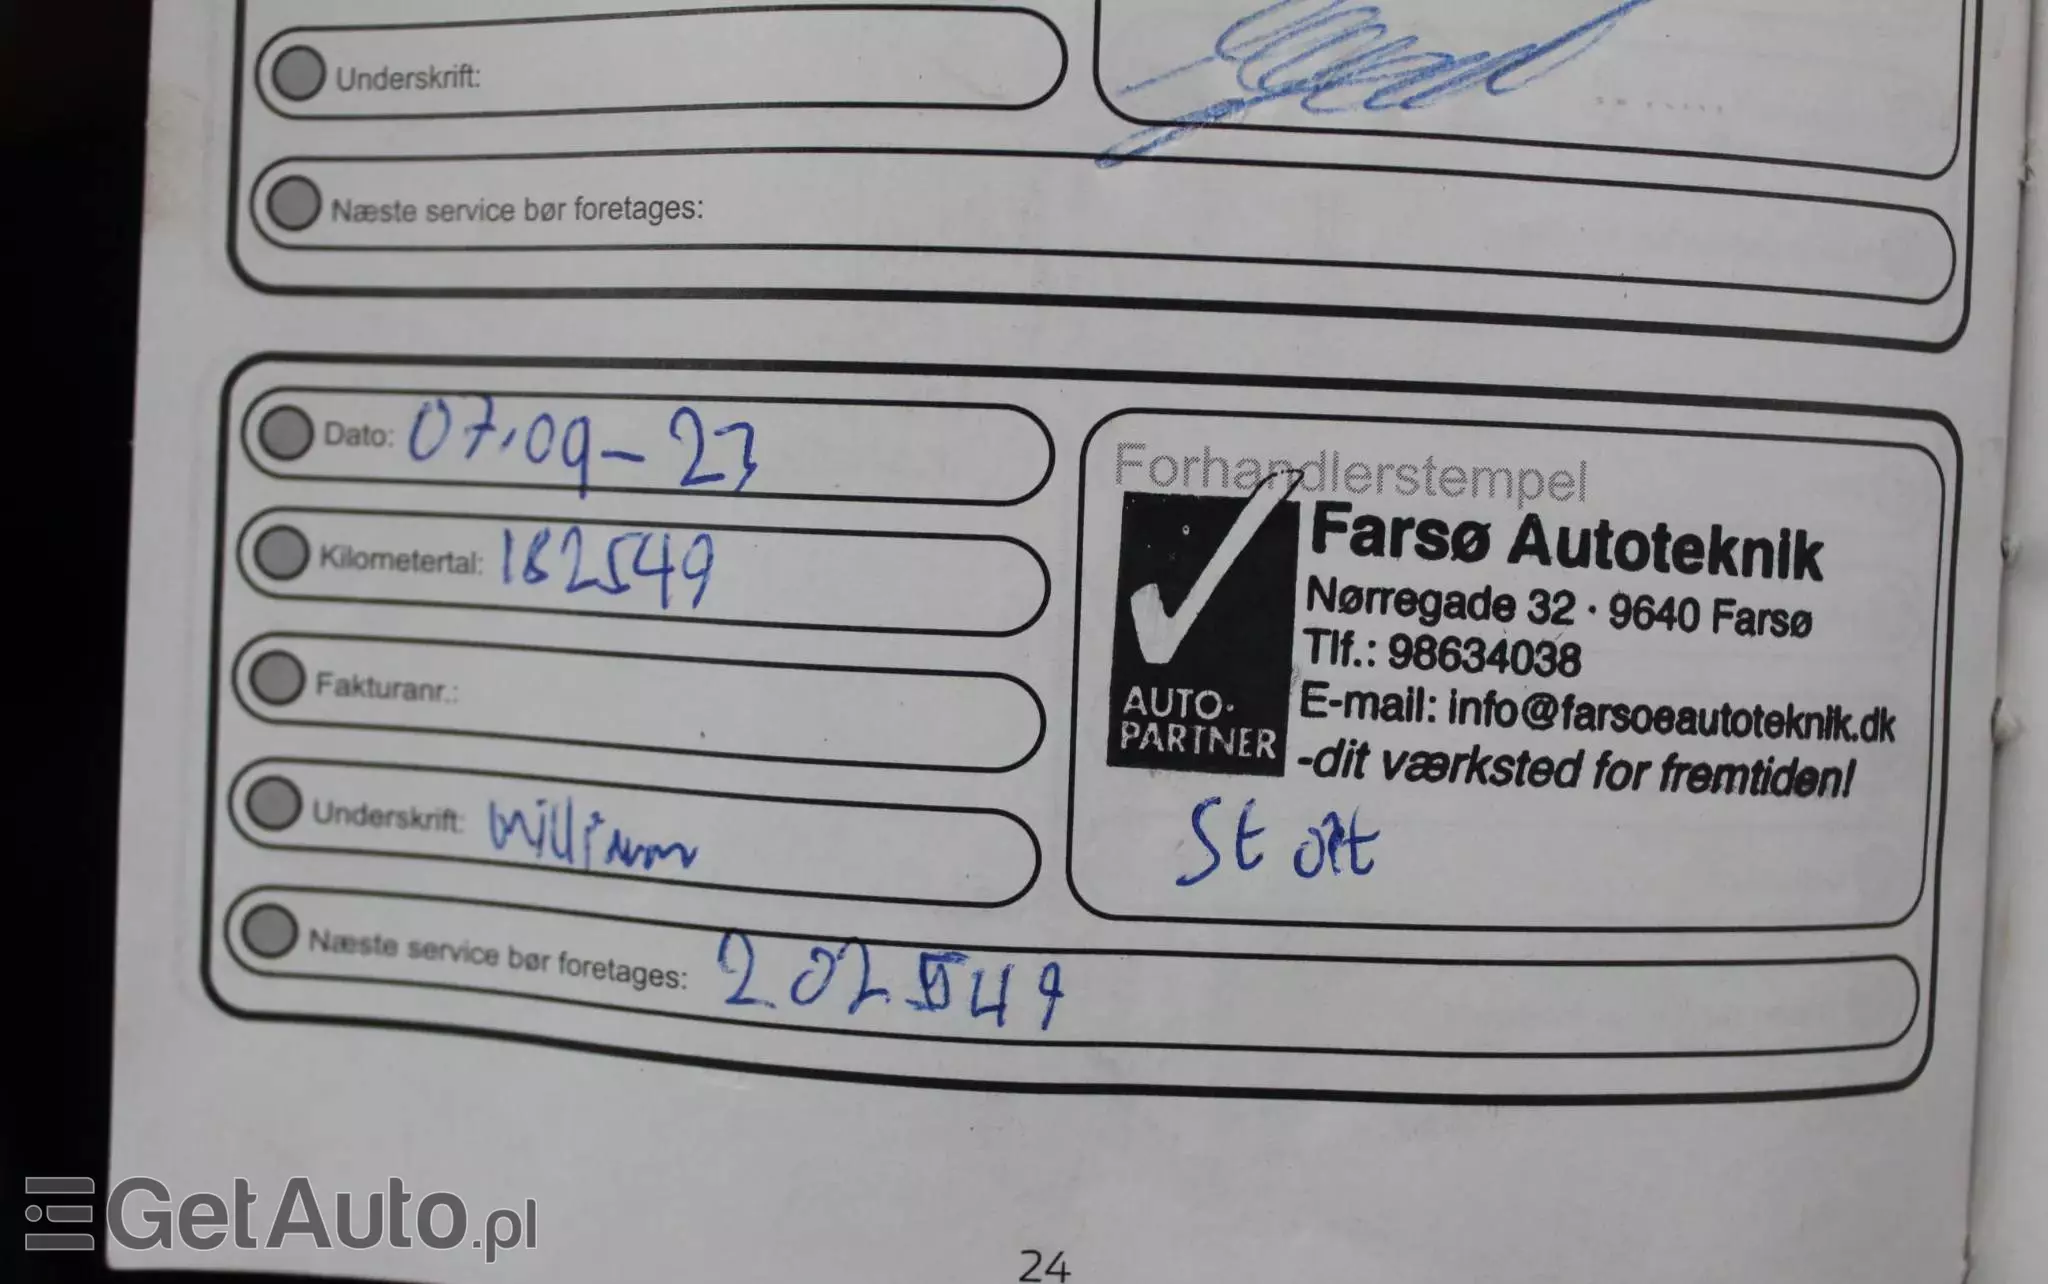 Underskrift:
Næste service bør foretages:
Dato: 07.09-23
Kilometertal: 182549
Fakturanr.:
Underskrift: William
Næste service bør foretages: 202549
Forhandlerstempel
Farsø Autoteknik
Nørregade 32 · 9640 Farsø
Tlf.: 98634038
E-mail: info@farsoeautoteknik.dk
-dit værksted for fremtiden!
AUTO-
PARTNER
St
24
GetAuto.pl